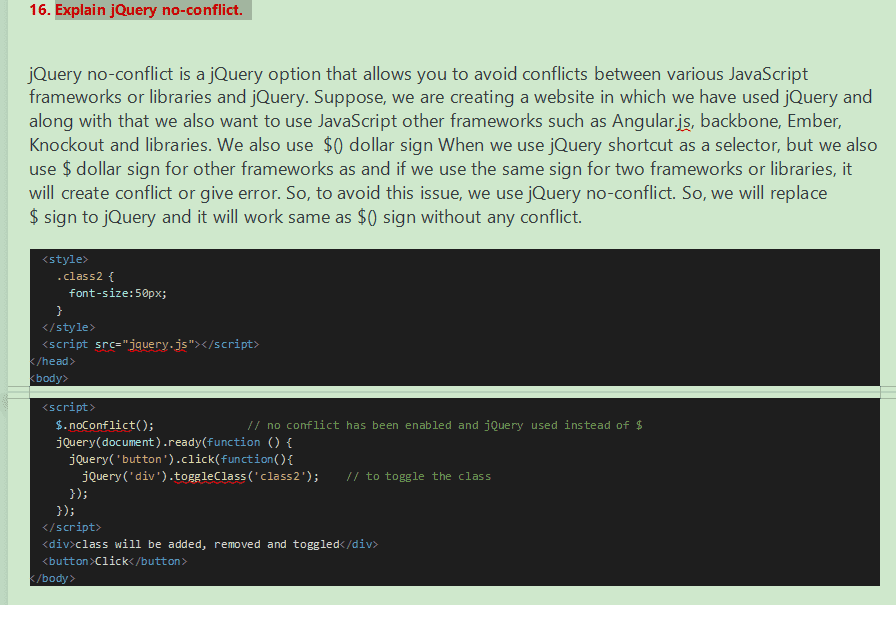 16. Explain jQuery no-conflict.
jQuery no-conflict is a jQuery option that allows you to avoid conflicts between various JavaScript
frameworks or libraries and jQuery. Suppose, we are creating a website in which we have used jQuery and
along with that we also want to use JavaScript other frameworks such as Angular.js, backbone, Ember,
Knockout and libraries. We also use  $() dollar sign When we use jQuery shortcut as a selector, but we also
use $ dollar sign for other frameworks as and if we use the same sign for two frameworks or libraries, it
will create conflict or give error. So, to avoid this issue, we use jQuery no-conflict. So, we will replace
$ sign to jQuery and it will work same as $() sign without any conflict.
<style>
.class2 {
font-size:50px;
}
</style>
<script src="jquery.js"></script>
</head>
<body>
<script>
$.noConflict();              // no conflict has been enabled and jQuery used instead of $
jQuery(document).ready(function () {
jQuery('button').click(function(){
jQuery('div').toggleClass('class2');    // to toggle the class
});
});
</script>
<div>class will be added, removed and toggled</div>
<button>Click</button>
</body>